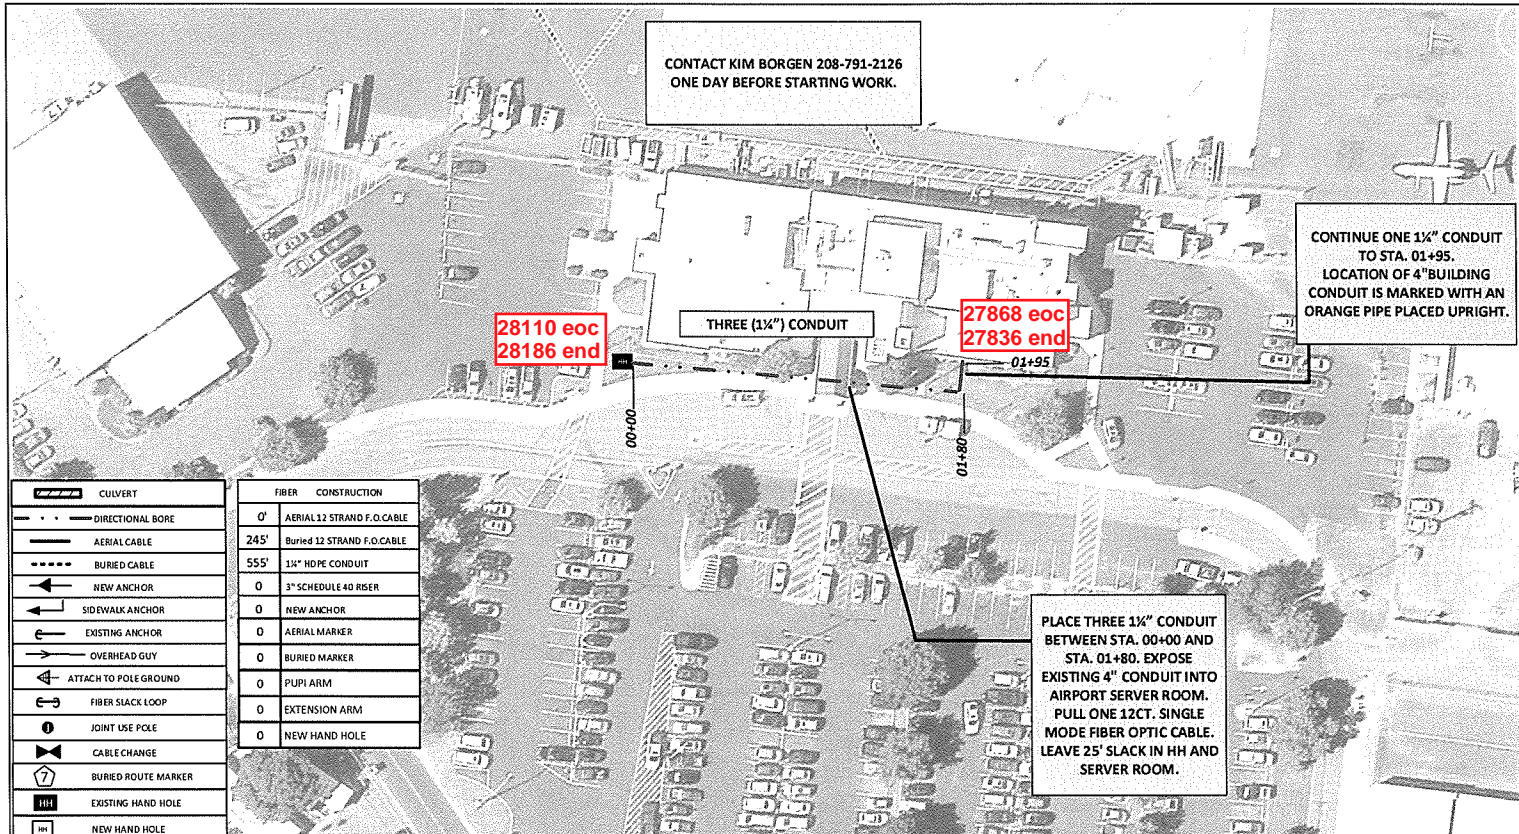 CONTACT KIM BORGEN 208-791-2126
ONE DAY BEFORE STARTING WORK.
CONTINUE ONE 1¼" CONDUIT
TO STA. 01+95.
LOCATION OF 4"BUILDING
CONDUIT IS MARKED WITH AN
ORANGE PIPE PLACED UPRIGHT.
28110 eoc
28186 end
THREE (1¼") CONDUIT
27868 eoc
27836 end
HH
01+95
00+00
01+80
CULVERT
DIRECTIONAL BORE
AERIAL CABLE
BURIED CABLE
NEW ANCHOR
SIDEWALK ANCHOR
EXISTING ANCHOR
OVERHEAD GUY
ATTACH TO POLE GROUND
FIBER SLACK LOOP
JOINT USE POLE
CABLE CHANGE
7 BURIED ROUTE MARKER
HH EXISTING HAND HOLE
HH NEW HAND HOLE
FIBER CONSTRUCTION
0' AERIAL 12 STRAND F.O.CABLE
245' Buried 12 STRAND F.O.CABLE
555' 1¼" HDPE CONDUIT
0 3" SCHEDULE 40 RISER
0 NEW ANCHOR
0 AERIAL MARKER
0 BURIED MARKER
0 PUPI ARM
0 EXTENSION ARM
0 NEW HAND HOLE
PLACE THREE 1¼" CONDUIT
BETWEEN STA. 00+00 AND
STA. 01+80. EXPOSE
EXISTING 4" CONDUIT INTO
AIRPORT SERVER ROOM.
PULL ONE 12CT. SINGLE
MODE FIBER OPTIC CABLE.
LEAVE 25' SLACK IN HH AND
SERVER ROOM.